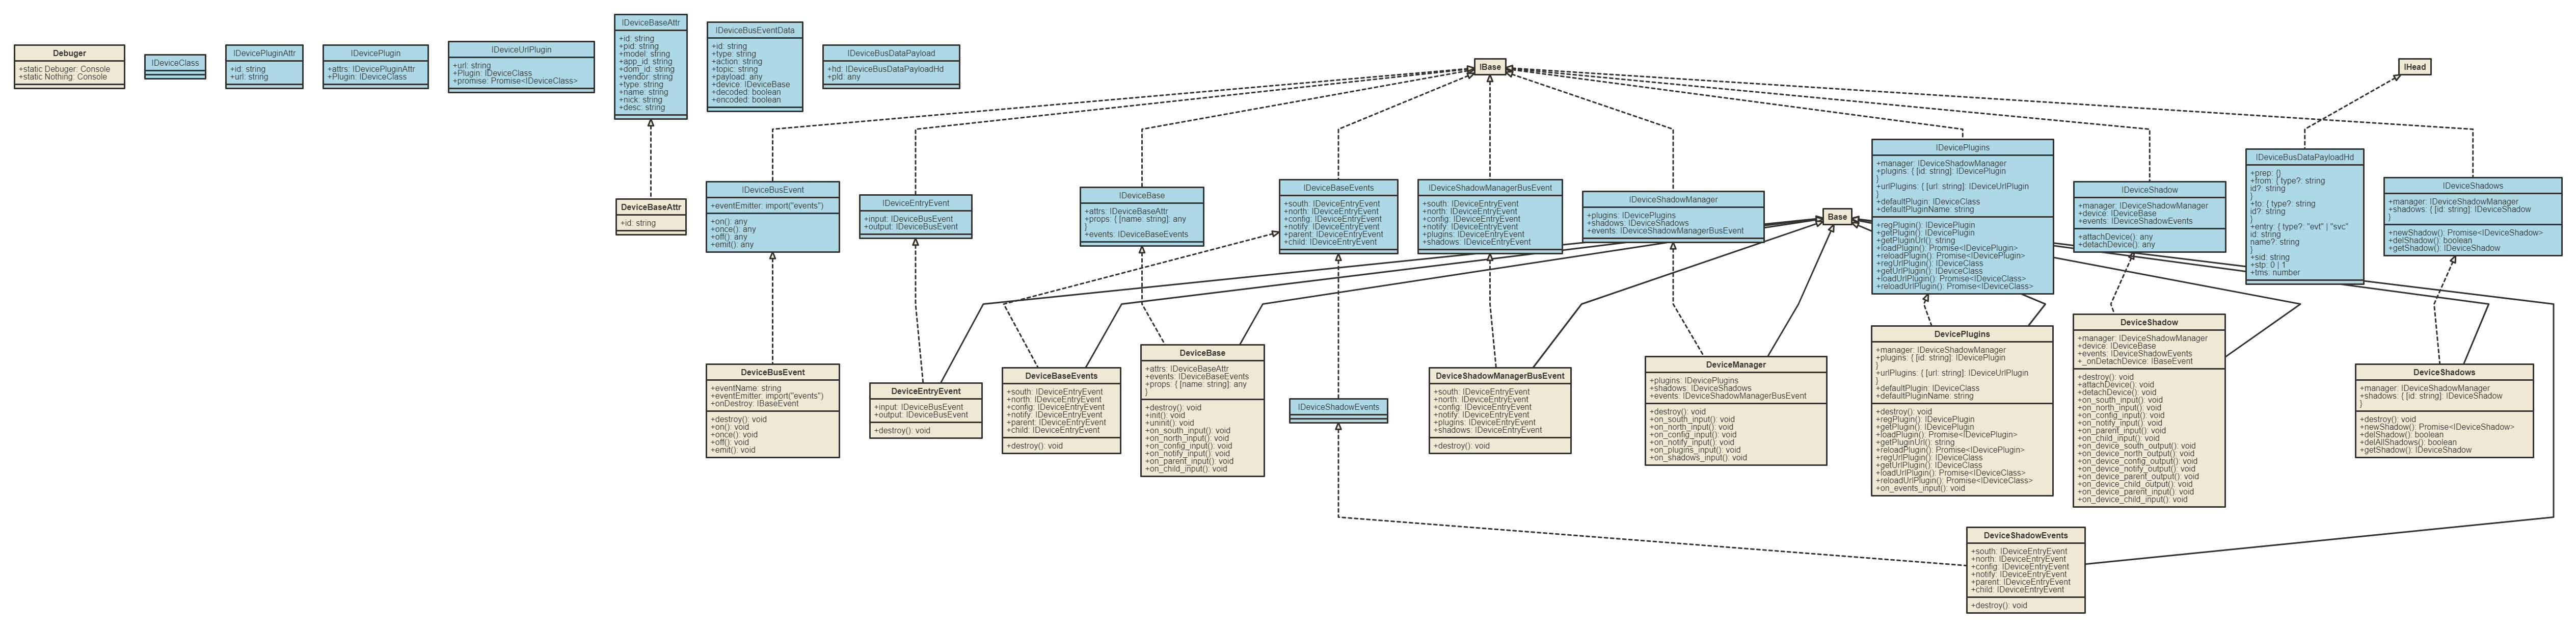 Debuger
+static Debuger: Console
+static Nothing: Console
IDeviceClass
IDevicePluginAttr
+id: string
+url: string
IDevicePlugin
+attrs: IDevicePluginAttr
+Plugin: IDeviceClass
IDeviceUrlPlugin
+url: string
+Plugin: IDeviceClass
+promise: Promise<IDeviceClass>
IDeviceBaseAttr
+id: string
+pid: string
+model: string
+app_id: string
+dom_id: string
+vendor: string
+type: string
+name: string
+nick: string
+desc: string
IDeviceBusEventData
+id: string
+type: string
+action: string
+topic: string
+payload: any
+device: IDeviceBase
+decoded: boolean
+encoded: boolean
IDeviceBusDataPayload
+hd: IDeviceBusDataPayloadHd
+pld: any
IBase
IHead
DeviceBaseAttr
+id: string
IDeviceBusEvent
+eventEmitter: import("events")
+on(): any
+once(): any
+off(): any
+emit(): any
IDeviceEntryEvent
+input: IDeviceBusEvent
+output: IDeviceBusEvent
IDeviceBase
+attrs: IDeviceBaseAttr
+props: { [name: string]: any
}
+events: IDeviceBaseEvents
IDeviceBaseEvents
+south: IDeviceEntryEvent
+north: IDeviceEntryEvent
+config: IDeviceEntryEvent
+notify: IDeviceEntryEvent
+parent: IDeviceEntryEvent
+child: IDeviceEntryEvent
IDeviceShadowManagerBusEvent
+south: IDeviceEntryEvent
+north: IDeviceEntryEvent
+config: IDeviceEntryEvent
+notify: IDeviceEntryEvent
+plugins: IDeviceEntryEvent
+shadows: IDeviceEntryEvent
IDeviceShadowManager
+plugins: IDevicePlugins
+shadows: IDeviceShadows
+events: IDeviceShadowManagerBusEvent
Base
IDevicePlugins
+manager: IDeviceShadowManager
+plugins: { [id: string]: IDevicePlugin
}
+urlPlugins: { [url: string]: IDeviceUrlPlugin
}
+defaultPlugin: IDeviceClass
+defaultPluginName: string
+regPlugin(): IDevicePlugin
+getPlugin(): IDevicePlugin
+getPluginUrl(): string
+loadPlugin(): Promise<IDevicePlugin>
+reloadPlugin(): Promise<IDevicePlugin>
+regUrlPlugin(): IDeviceClass
+getUrlPlugin(): IDeviceClass
+loadUrlPlugin(): Promise<IDeviceClass>
+reloadUrlPlugin(): Promise<IDeviceClass>
IDeviceShadow
+manager: IDeviceShadowManager
+device: IDeviceBase
+events: IDeviceShadowEvents
+attachDevice(): any
+detachDevice(): any
IDeviceBusDataPayloadHd
+prep: {}
+from: { type?: string
id?: string
}
+to: { type?: string
id?: string
}
+entry: { type?: "evt" | "svc"
id: string
name?: string
}
+sid: string
+stp: 0 | 1
+tms: number
IDeviceShadows
+manager: IDeviceShadowManager
+shadows: { [id: string]: IDeviceShadow
}
+newShadow(): Promise<IDeviceShadow>
+delShadow(): boolean
+getShadow(): IDeviceShadow
DeviceBusEvent
+eventName: string
+eventEmitter: import("events")
+onDestroy: IBaseEvent
+destroy(): void
+on(): void
+once(): void
+off(): void
+emit(): void
DeviceEntryEvent
+input: IDeviceBusEvent
+output: IDeviceBusEvent
+destroy(): void
DeviceBaseEvents
+south: IDeviceEntryEvent
+north: IDeviceEntryEvent
+config: IDeviceEntryEvent
+notify: IDeviceEntryEvent
+parent: IDeviceEntryEvent
+child: IDeviceEntryEvent
+destroy(): void
DeviceBase
+attrs: IDeviceBaseAttr
+events: IDeviceBaseEvents
+props: { [name: string]: any
}
+destroy(): void
+init(): void
+uninit(): void
+on_south_input(): void
+on_north_input(): void
+on_config_input(): void
+on_notify_input(): void
+on_parent_input(): void
+on_child_input(): void
IDeviceShadowEvents
DeviceShadowManagerBusEvent
+south: IDeviceEntryEvent
+north: IDeviceEntryEvent
+config: IDeviceEntryEvent
+notify: IDeviceEntryEvent
+plugins: IDeviceEntryEvent
+shadows: IDeviceEntryEvent
+destroy(): void
DeviceManager
+plugins: IDevicePlugins
+shadows: IDeviceShadows
+events: IDeviceShadowManagerBusEvent
+destroy(): void
+on_south_input(): void
+on_north_input(): void
+on_config_input(): void
+on_notify_input(): void
+on_plugins_input(): void
+on_shadows_input(): void
DevicePlugins
+manager: IDeviceShadowManager
+plugins: { [id: string]: IDevicePlugin
}
+urlPlugins: { [url: string]: IDeviceUrlPlugin
}
+defaultPlugin: IDeviceClass
+defaultPluginName: string
+destroy(): void
+regPlugin(): IDevicePlugin
+getPlugin(): IDevicePlugin
+loadPlugin(): Promise<IDevicePlugin>
+getPluginUrl(): string
+reloadPlugin(): Promise<IDevicePlugin>
+regUrlPlugin(): IDeviceClass
+getUrlPlugin(): IDeviceClass
+loadUrlPlugin(): Promise<IDeviceClass>
+reloadUrlPlugin(): Promise<IDeviceClass>
+on_events_input(): void
DeviceShadow
+manager: IDeviceShadowManager
+device: IDeviceBase
+events: IDeviceShadowEvents
+_onDetachDevice: IBaseEvent
+destroy(): void
+attachDevice(): void
+detachDevice(): void
+on_south_input(): void
+on_north_input(): void
+on_config_input(): void
+on_notify_input(): void
+on_parent_input(): void
+on_child_input(): void
+on_device_south_output(): void
+on_device_north_output(): void
+on_device_config_output(): void
+on_device_notify_output(): void
+on_device_parent_output(): void
+on_device_child_output(): void
+on_device_parent_input(): void
+on_device_child_input(): void
DeviceShadows
+manager: IDeviceShadowManager
+shadows: { [id: string]: IDeviceShadow
}
+destroy(): void
+newShadow(): Promise<IDeviceShadow>
+delShadow(): boolean
+delAllShadows(): boolean
+getShadow(): IDeviceShadow
DeviceShadowEvents
+south: IDeviceEntryEvent
+north: IDeviceEntryEvent
+config: IDeviceEntryEvent
+notify: IDeviceEntryEvent
+parent: IDeviceEntryEvent
+child: IDeviceEntryEvent
+destroy(): void